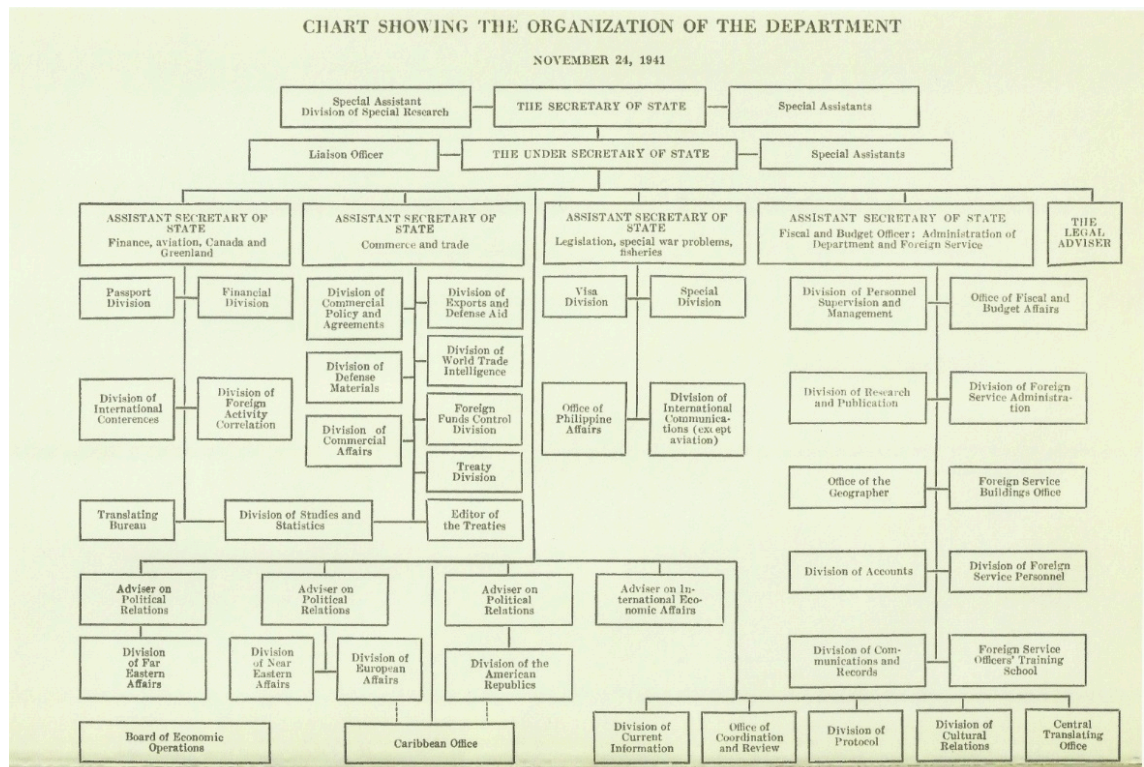 CHART SHOWING THE ORGANIZATION OF THE DEPARTMENT
NOVEMBER 24, 1941
Special Assistant
Division of Special Research
THE SECRETARY OF STATE
Special Assistants
Liaison Officer
THE UNDER SECRETARY OF STATE
Special Assistants
ASSISTANT SECRETARY OF
STATE
Finance, aviation, Canada and
Greenland
ASSISTANT SECRETARY OF
STATE
Commerce and trade
ASSISTANT SECRETARY OF
STATE
Legislation, special war problems,
fisheries
ASSISTANT SECRETARY OF STATE
Fiscal and Budget Officer: Administration of
Department and Foreign Service
THE
LEGAL
ADVISER
Passport
Division
Financial
Division
Division of
International
Conferences
Division of
Foreign
Activity
Correlation
Translating
Bureau
Division of Studies and
Statistics
Division of
Commercial
Policy and
Agreements
Division of
Exports and
Defense Aid
Division of
Defense
Materials
Division of
World Trade
Intelligence
Division of
Commercial
Affairs
Foreign
Funds Control
Division
Treaty
Division
Editor of
the Treaties
Visa
Division
Special
Division
Office of
Philippine
Affairs
Division of
International
Communica-
tions (except
aviation)
Division of Personnel
Supervision and
Management
Office of Fiscal and
Budget Affairs
Division of Research
and Publication
Division of Foreign
Service Administra-
tion
Office of the
Geographer
Foreign Service
Buildings Office
Division of Accounts
Division of Foreign
Service Personnel
Division of Com-
munications and
Records
Foreign Service
Officers' Training
School
Adviser on
Political
Relations
Adviser on
Political
Relations
Adviser on
Political
Relations
Adviser on In-
ternational Eco-
nomic Affairs
Division
of Far
Eastern
Affairs
Division
of Near
Eastern
Affairs
Division of
European
Affairs
Division of the
American
Republics
Board of Economic
Operations
Caribbean Office
Division of
Current
Information
Office of
Coordination
and Review
Division of
Protocol
Division of
Cultural
Relations
Central
Translating
Office